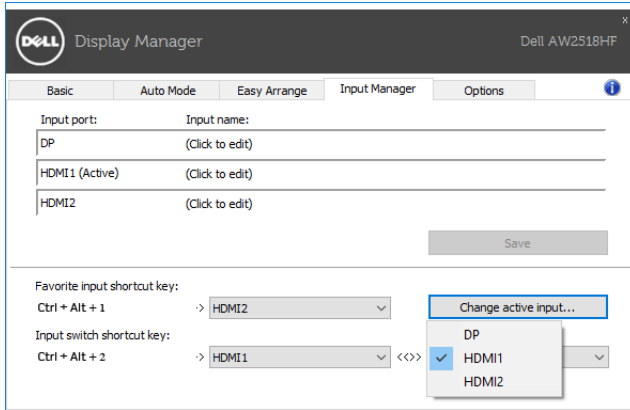 x
DELL Display Manager Dell AW2518HF
Basic Auto Mode Easy Arrange Input Manager Options i
Input port: Input name:
DP (Click to edit)
HDMI1 (Active) (Click to edit)
HDMI2 (Click to edit)
Save
Favorite input shortcut key:
Ctrl + Alt + 1 -> HDMI2 Change active input...
Input switch shortcut key:
Ctrl + Alt + 2 -> HDMI1 <<>>
DP
HDMI1
HDMI2